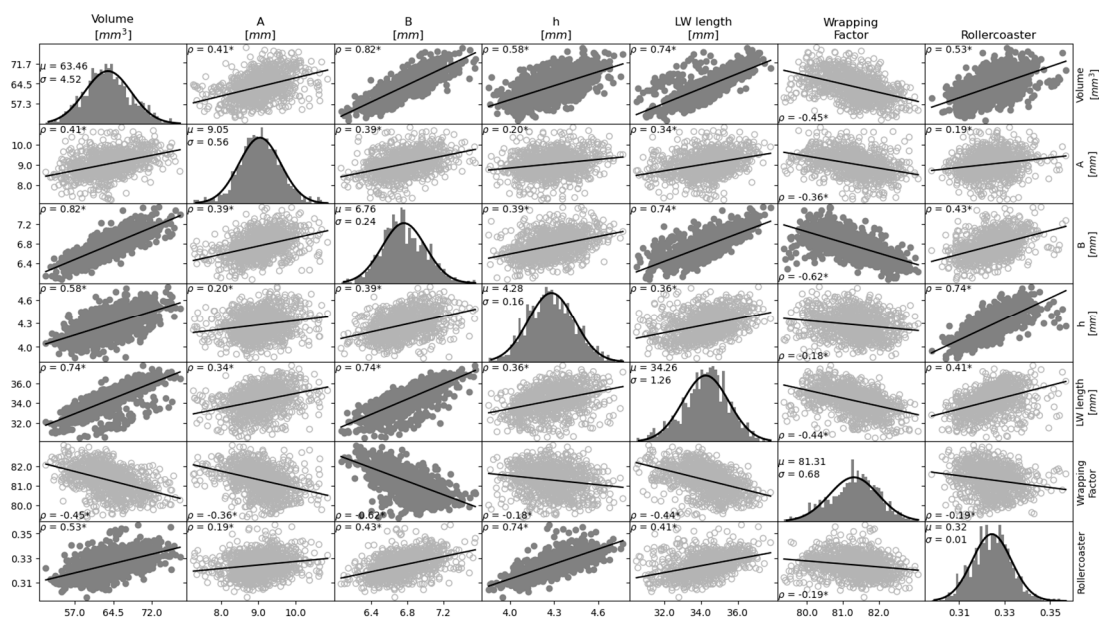 Volume A B h LW length Wrapping
[mm³] [mm] [mm] [mm] [mm] Factor Rollercoaster
ρ = 0.41* ρ = 0.82* ρ = 0.58* ρ = 0.74* ρ = 0.53*
71.7 μ = 63.46
64.5 σ = 4.52
57.3
ρ = -0.45*
Volume
[mm³]
ρ = 0.41* μ = 9.05 ρ = 0.39* ρ = 0.20* ρ = 0.34* ρ = 0.19*
10.0 σ = 0.56
9.0
8.0
ρ = -0.36*
A
[mm]
ρ = 0.82* ρ = 0.39* μ = 6.76 ρ = 0.39* ρ = 0.74* ρ = 0.43*
7.2 σ = 0.24
6.8
6.4
ρ = -0.62*
B
[mm]
ρ = 0.58* ρ = 0.20* ρ = 0.39* μ = 4.28 ρ = 0.36* ρ = 0.74*
4.6 σ = 0.16
4.3
4.0
ρ = -0.18*
h
[mm]
ρ = 0.74* ρ = 0.34* ρ = 0.74* ρ = 0.36* μ = 34.26 ρ = 0.41*
36.0 σ = 1.26
34.0
32.0
ρ = -0.44*
LW length
[mm]
82.0 μ = 81.31
81.0 σ = 0.68
80.0
ρ = -0.45* ρ = -0.36* ρ = -0.62* ρ = -0.18* ρ = -0.44* ρ = -0.19*
Wrapping
Factor
ρ = 0.53* ρ = 0.19* ρ = 0.43* ρ = 0.74* ρ = 0.41* μ = 0.32
0.35 σ = 0.01
0.33
0.31
ρ = -0.19*
Rollercoaster
57.0 64.5 72.0 8.0 9.0 10.0 6.4 6.8 7.2 4.0 4.3 4.6 32.0 34.0 36.0 80.0 81.0 82.0 0.31 0.33 0.35